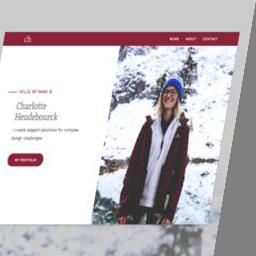 WORK ABOUT CONTACT
HELLO, MY NAME IS
Charlotte
Heudebourck
I create elegant solutions for complex
design challenges
MY PORTFOLIO